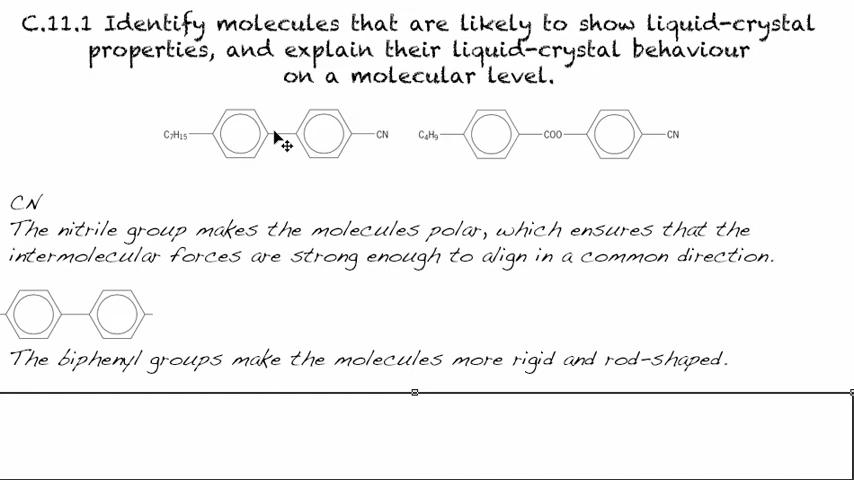 C.11.1 Identify molecules that are likely to show liquid-crystal
properties, and explain their liquid-crystal behaviour
on a molecular level.
C₇H₁₅ CN C₄H₉ COO CN
CN
The nitrile group makes the molecules polar, which ensures that the
intermolecular forces are strong enough to align in a common direction.
The biphenyl groups make the molecules more rigid and rod-shaped.